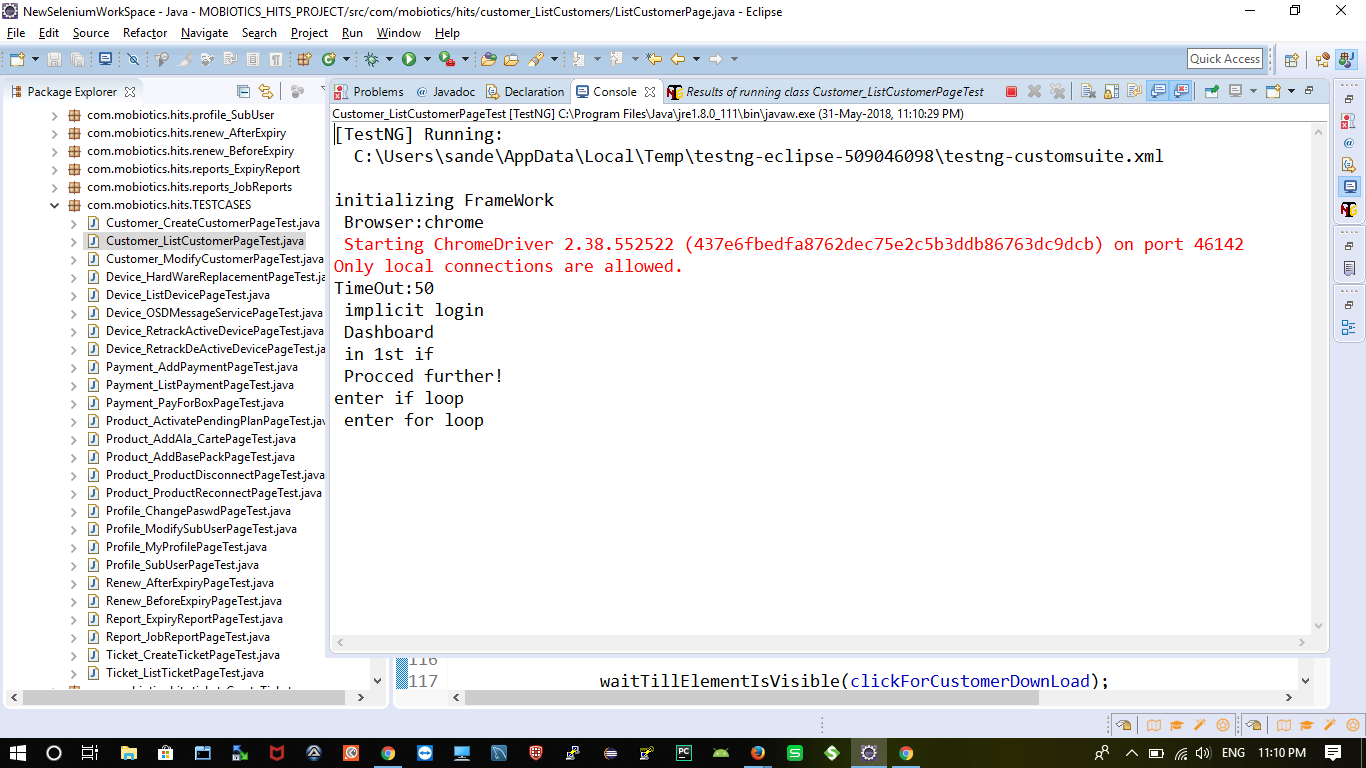 NewSeleniumWorkSpace - Java - MOBIOTICS_HITS_PROJECT/src/com/mobiotics/hits/customer_ListCustomers/ListCustomerPage.java - Eclipse
File Edit Source Refactor Navigate Search Project Run Window Help
Quick Access
Package Explorer
Problems @ Javadoc Declaration Console Results of running class Customer_ListCustomerPageTest
Customer_ListCustomerPageTest [TestNG] C:\Program Files\Java\jre1.8.0_111\bin\javaw.exe (31-May-2018, 11:10:29 PM)
com.mobiotics.hits.profile_SubUser
com.mobiotics.hits.renew_AfterExpiry
com.mobiotics.hits.renew_BeforeExpiry
com.mobiotics.hits.reports_ExpiryReport
com.mobiotics.hits.reports_JobReports
com.mobiotics.hits.TESTCASES
Customer_CreateCustomerPageTest.java
Customer_ListCustomerPageTest.java
Customer_ModifyCustomerPageTest.java
Device_HardWareReplacementPageTest.ja
Device_ListDevicePageTest.java
Device_OSDMessageServicePageTest.java
Device_RetrackActiveDevicePageTest.java
Device_RetrackDeActiveDevicePageTest.ja
Payment_AddPaymentPageTest.java
Payment_ListPaymentPageTest.java
Payment_PayForBoxPageTest.java
Product_ActivatePendingPlanPageTest.jav
Product_AddAla_CartePageTest.java
Product_AddBasePackPageTest.java
Product_ProductDisconnectPageTest.java
Product_ProductReconnectPageTest.java
Profile_ChangePaswdPageTest.java
Profile_ModifySubUserPageTest.java
Profile_MyProfilePageTest.java
Profile_SubUserPageTest.java
Renew_AfterExpiryPageTest.java
Renew_BeforeExpiryPageTest.java
Report_ExpiryReportPageTest.java
Report_JobReportPageTest.java
Ticket_CreateTicketPageTest.java
Ticket_ListTicketPageTest.java
[TestNG] Running:
C:\Users\sande\AppData\Local\Temp\testng-eclipse-509046098\testng-customsuite.xml
initializing FrameWork
Browser:chrome
Starting ChromeDriver 2.38.552522 (437e6fbedfa8762dec75e2c5b3ddb86763dc9dcb) on port 46142
Only local connections are allowed.
TimeOut:50
implicit login
Dashboard
in 1st if
Procced further!
enter if loop
enter for loop
116
117 waitTillElementIsVisible(clickForCustomerDownLoad);
ENG 11:10 PM